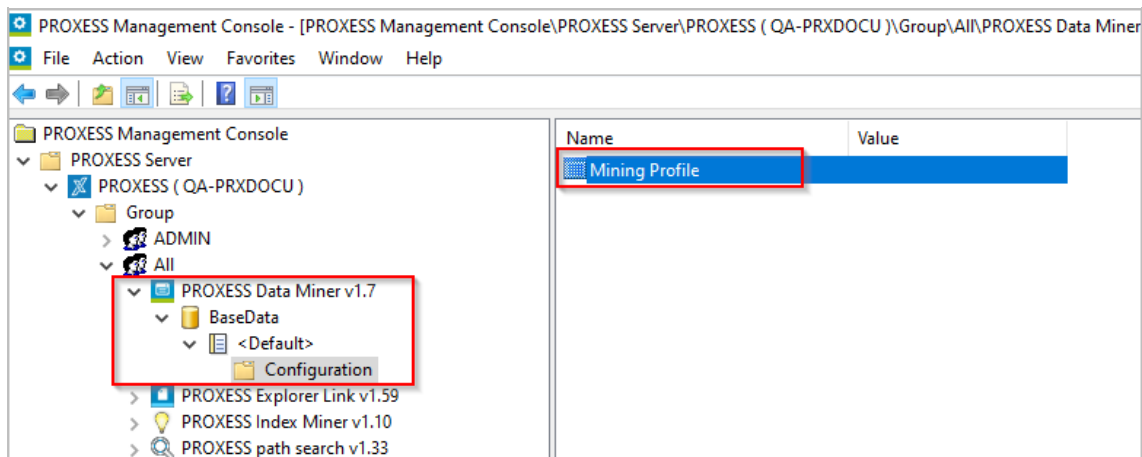 PROXESS Management Console - [PROXESS Management Console\PROXESS Server\PROXESS ( QA-PRXDOCU )\Group\All\PROXESS Data Miner
File Action View Favorites Window Help
PROXESS Management Console
PROXESS Server
PROXESS ( QA-PRXDOCU )
Group
ADMIN
All
PROXESS Data Miner v1.7
BaseData
<Default>
Configuration
PROXESS Explorer Link v1.59
PROXESS Index Miner v1.10
PROXESS path search v1.33
Name Value
Mining Profile